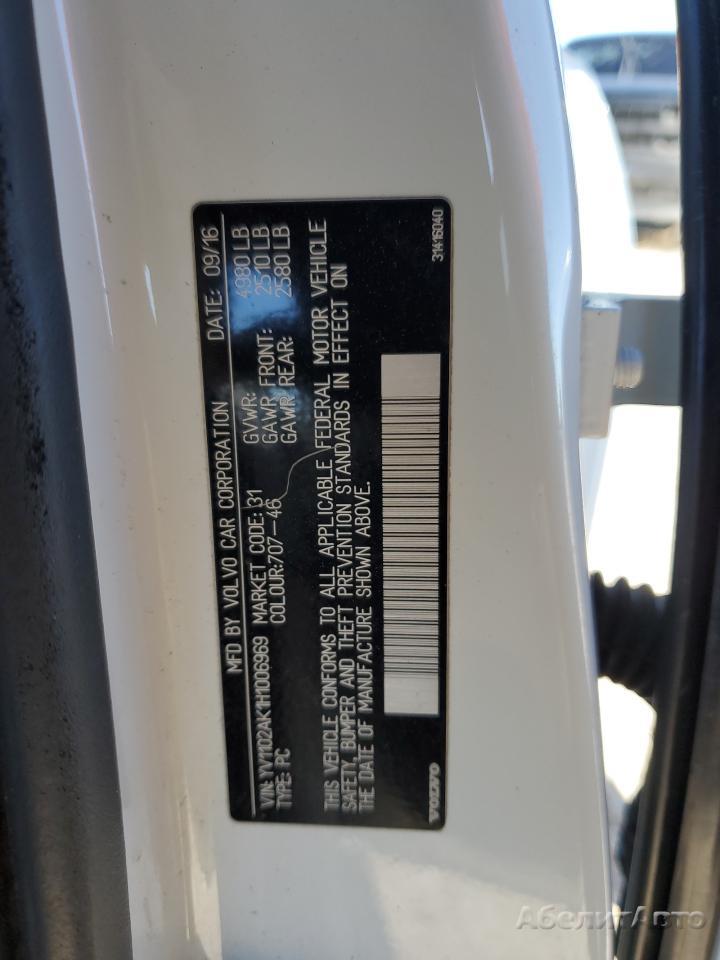 MFD BY VOLVO CAR CORPORATION DATE: 09/16
VIN: YV1102AK1H1006969 MARKET CODE: 31 GVWR: 4980 LB
TYPE: PC COLOUR:707-46 GAWR FRONT: 2510 LB
GAWR REAR: 2580 LB
THIS VEHICLE CONFORMS TO ALL APPLICABLE FEDERAL MOTOR VEHICLE
SAFETY, BUMPER AND THEFT PREVENTION STANDARDS IN EFFECT ON
THE DATE OF MANUFACTURE SHOWN ABOVE.
VOLVO 31416040
АбелитАвто